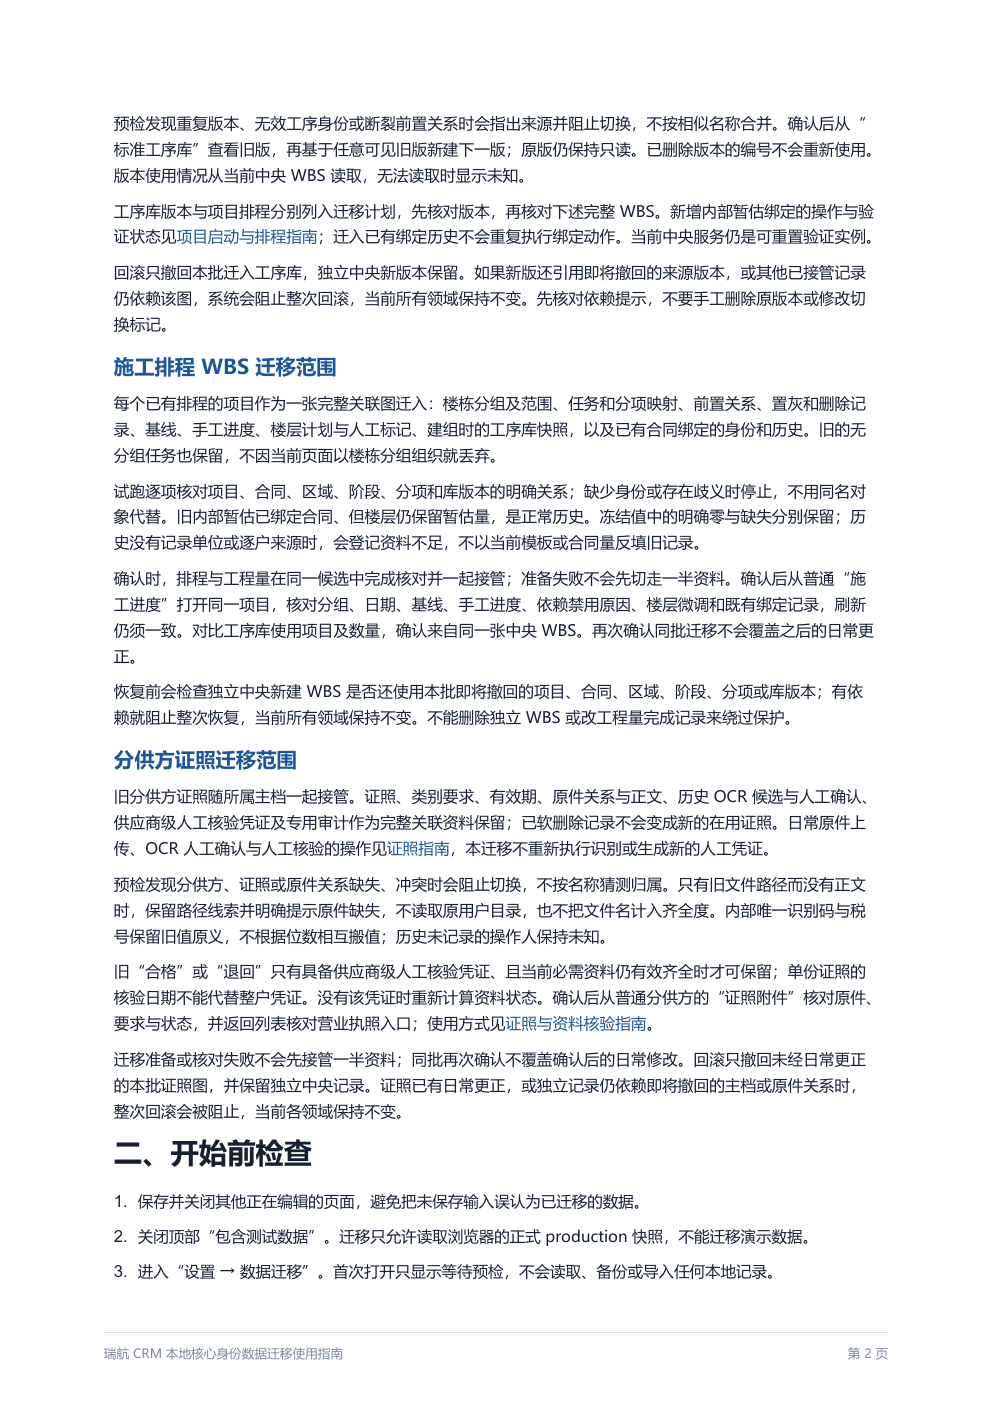 预检发现重复版本、无效工序身份或断裂前置关系时会指出来源并阻止切换，不按相似名称合并。确认后从“
标准工序库”查看旧版，再基于任意可见旧版新建下一版；原版仍保持只读。已删除版本的编号不会重新使用。
版本使用情况从当前中央 WBS 读取，无法读取时显示未知。
工序库版本与项目排程分别列入迁移计划，先核对版本，再核对下述完整 WBS。新增内部暂估绑定的操作与验
证状态见项目启动与排程指南；迁入已有绑定历史不会重复执行绑定动作。当前中央服务仍是可重置验证实例。
回滚只撤回本批迁入工序库，独立中央新版本保留。如果新版还引用即将撤回的来源版本，或其他已接管记录
仍依赖该图，系统会阻止整次回滚，当前所有领域保持不变。先核对依赖提示，不要手工删除原版本或修改切
换标记。
施工排程 WBS 迁移范围
每个已有排程的项目作为一张完整关联图迁入：楼栋分组及范围、任务和分项映射、前置关系、置灰和删除记
录、基线、手工进度、楼层计划与人工标记、建组时的工序库快照，以及已有合同绑定的身份和历史。旧的无
分组任务也保留，不因当前页面以楼栋分组组织就丢弃。
试跑逐项核对项目、合同、区域、阶段、分项和库版本的明确关系；缺少身份或存在歧义时停止，不用同名对
象代替。旧内部暂估已绑定合同、但楼层仍保留暂估量，是正常历史。冻结值中的明确零与缺失分别保留；历
史没有记录单位或逐户来源时，会登记资料不足，不以当前模板或合同量反填旧记录。
确认时，排程与工程量在同一候选中完成核对并一起接管；准备失败不会先切走一半资料。确认后从普通“施
工进度”打开同一项目，核对分组、日期、基线、手工进度、依赖禁用原因、楼层微调和既有绑定记录，刷新
仍须一致。对比工序库使用项目及数量，确认来自同一张中央 WBS。再次确认同批迁移不会覆盖之后的日常更
正。
恢复前会检查独立中央新建 WBS 是否还使用本批即将撤回的项目、合同、区域、阶段、分项或库版本；有依
赖就阻止整次恢复，当前所有领域保持不变。不能删除独立 WBS 或改工程量完成记录来绕过保护。
分供方证照迁移范围
旧分供方证照随所属主档一起接管。证照、类别要求、有效期、原件关系与正文、历史 OCR 候选与人工确认、
供应商级人工核验凭证及专用审计作为完整关联资料保留；已软删除记录不会变成新的在用证照。日常原件上
传、OCR 人工确认与人工核验的操作见证照指南，本迁移不重新执行识别或生成新的人工凭证。
预检发现分供方、证照或原件关系缺失、冲突时会阻止切换，不按名称猜测归属。只有旧文件路径而没有正文
时，保留路径线索并明确提示原件缺失，不读取原用户目录，也不把文件名计入齐全度。内部唯一识别码与税
号保留旧值原义，不根据位数相互搬值；历史未记录的操作人保持未知。
旧“合格”或“退回”只有具备供应商级人工核验凭证、且当前必需资料仍有效齐全时才可保留；单份证照的
核验日期不能代替整户凭证。没有该凭证时重新计算资料状态。确认后从普通分供方的“证照附件”核对原件、
要求与状态，并返回列表核对营业执照入口；使用方式见证照与资料核验指南。
迁移准备或核对失败不会先接管一半资料；同批再次确认不覆盖确认后的日常修改。回滚只撤回未经日常更正
的本批证照图，并保留独立中央记录。证照已有日常更正，或独立记录仍依赖即将撤回的主档或原件关系时，
整次回滚会被阻止，当前各领域保持不变。
二、开始前检查
1. 保存并关闭其他正在编辑的页面，避免把未保存输入误认为已迁移的数据。
2. 关闭顶部“包含测试数据”。迁移只允许读取浏览器的正式 production 快照，不能迁移演示数据。
3. 进入“设置 → 数据迁移”。首次打开只显示等待预检，不会读取、备份或导入任何本地记录。
瑞航 CRM 本地核心身份数据迁移使用指南
第 2 页